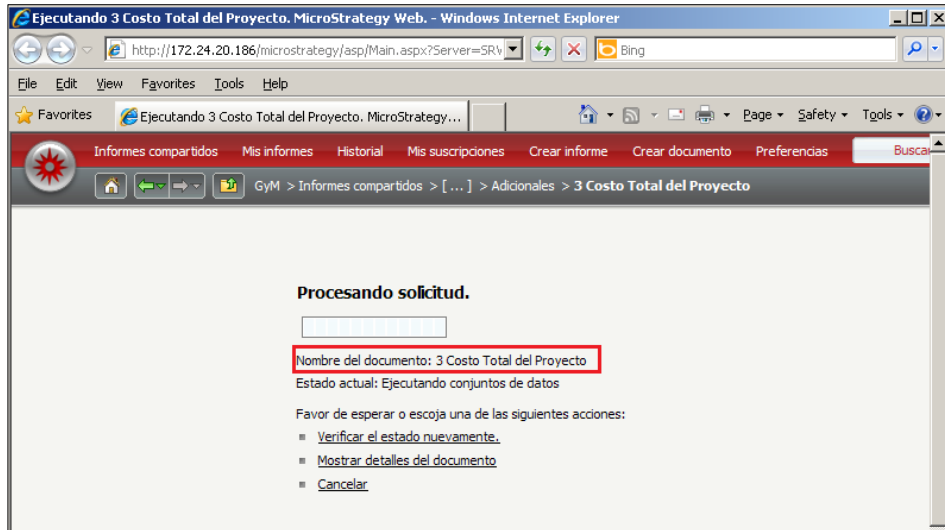 Ejecutando 3 Costo Total del Proyecto. MicroStrategy Web. - Windows Internet Explorer
http://172.24.20.186/microstrategy/asp/Main.aspx?Server=SRV
Bing
File Edit View Favorites Tools Help
Favorites Ejecutando 3 Costo Total del Proyecto. MicroStrategy... Page Safety Tools
Informes compartidos Mis informes Historial Mis suscripciones Crear informe Crear documento Preferencias Buscar
GyM > Informes compartidos > [ ... ] > Adicionales > 3 Costo Total del Proyecto
Procesando solicitud.
Nombre del documento: 3 Costo Total del Proyecto
Estado actual: Ejecutando conjuntos de datos
Favor de esperar o escoja una de las siguientes acciones:
Verificar el estado nuevamente.
Mostrar detalles del documento
Cancelar